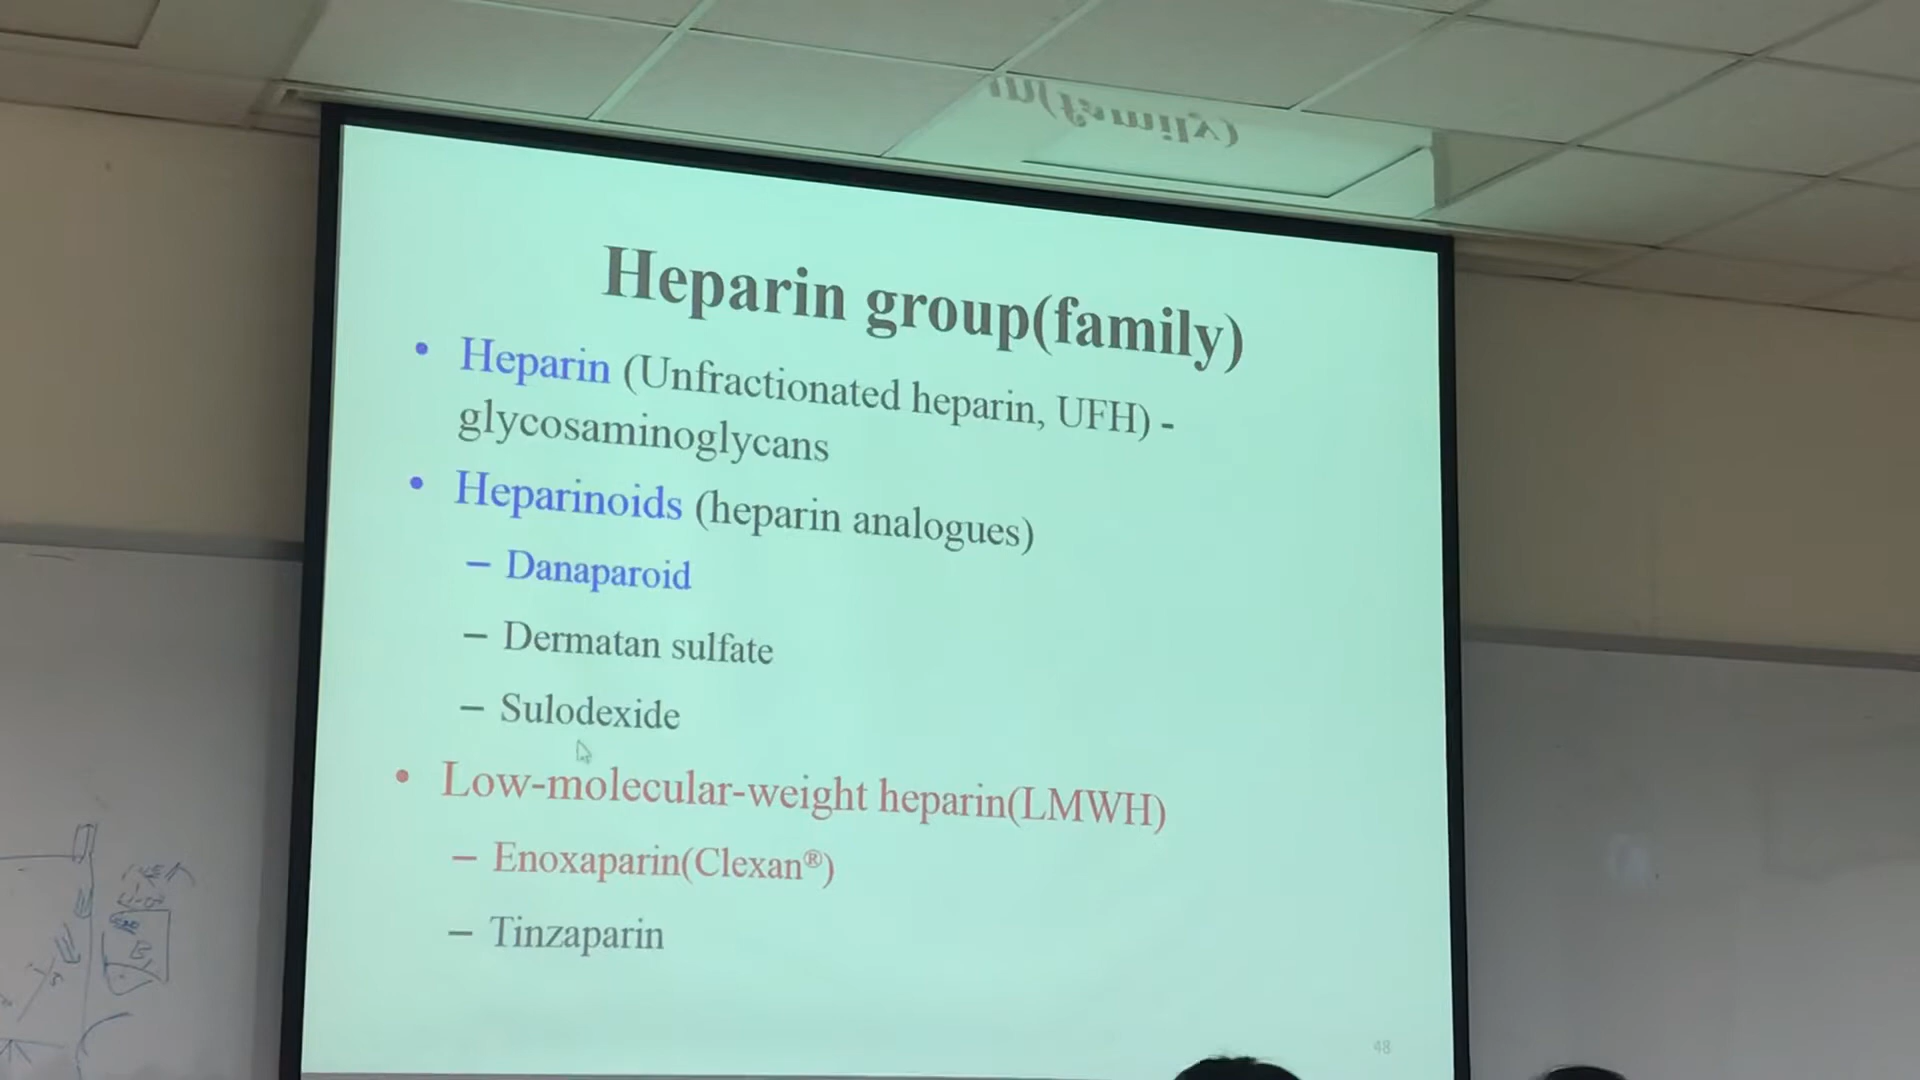 Heparin group(family)
• Heparin (Unfractionated heparin, UFH) -
glycosaminoglycans
• Heparinoids (heparin analogues)
– Danaparoid
– Dermatan sulfate
– Sulodexide
• Low-molecular-weight heparin(LMWH)
– Enoxaparin(Clexan®)
– Tinzaparin
48